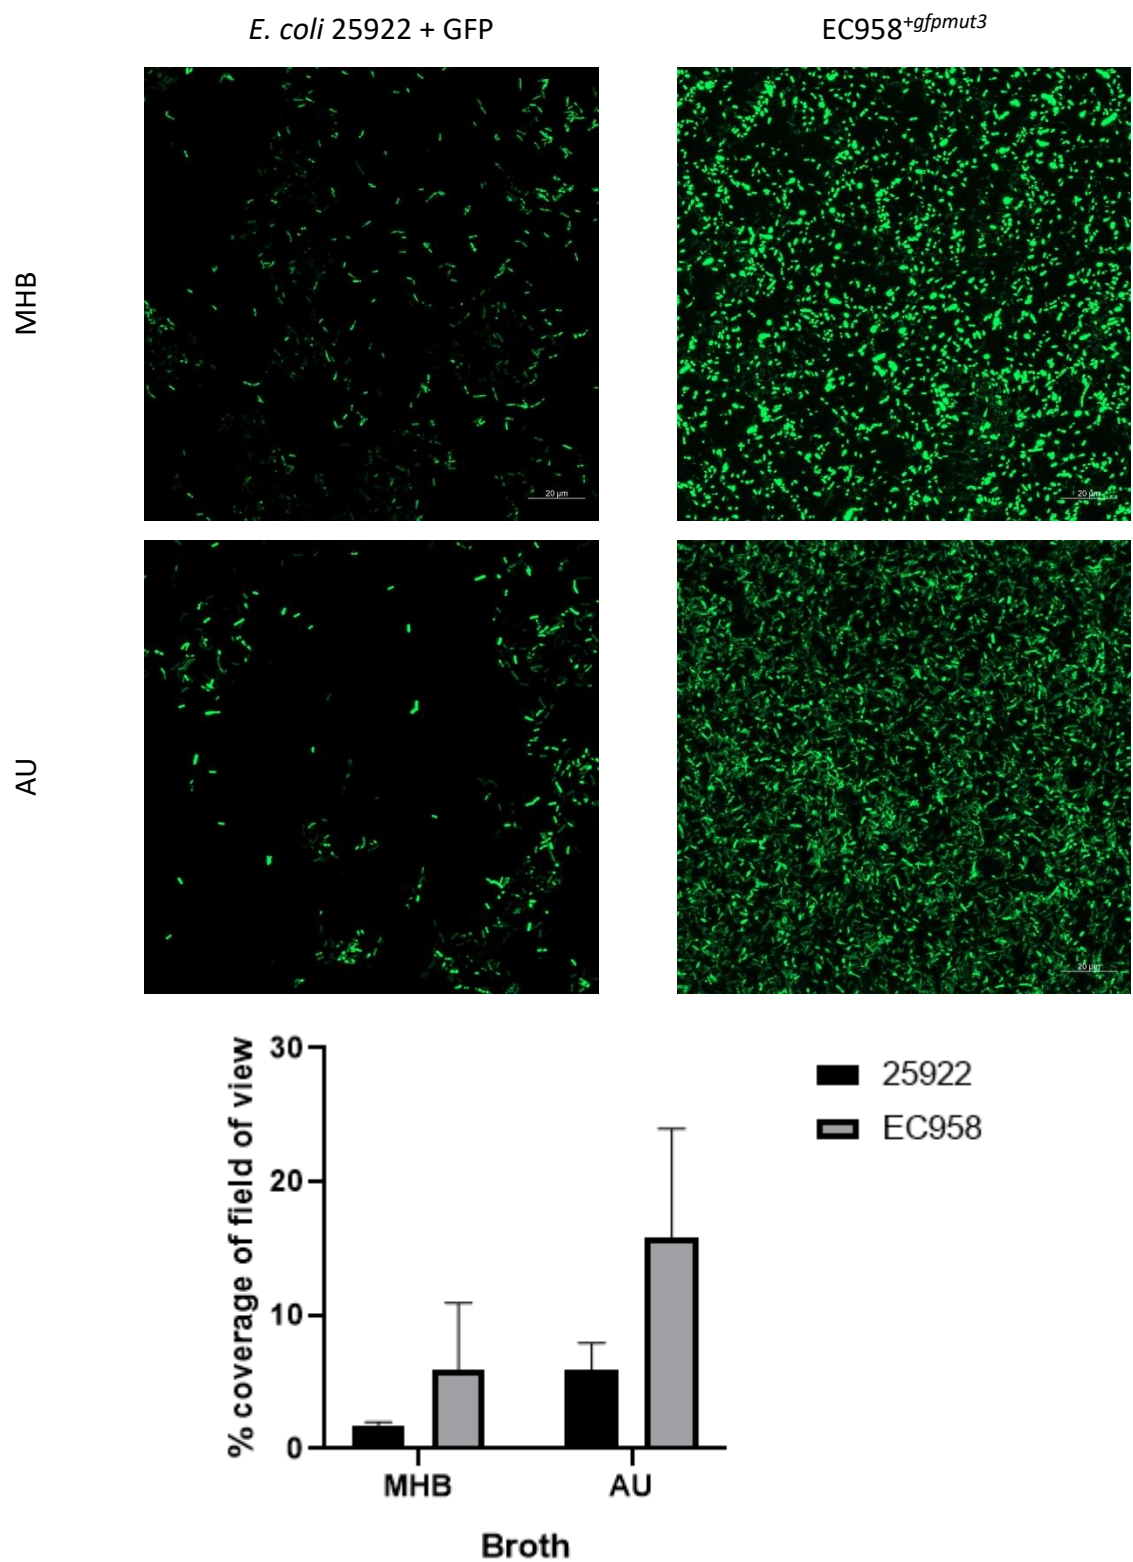 E. coli 25922 + GFP
EC958+gfpmut3
MHB
20 µm
20 µm
AU
20 µm
% coverage of field of view
30
20
10
0
25922
EC958
MHB
AU
Broth